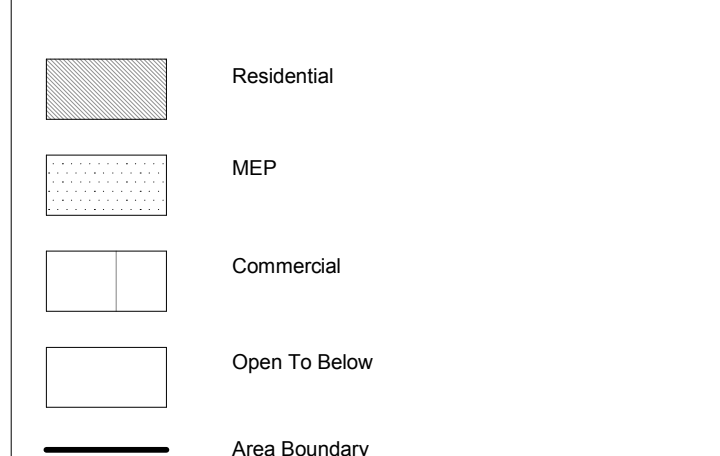 Residential
MEP
Commercial
Open To Below
Area Boundary